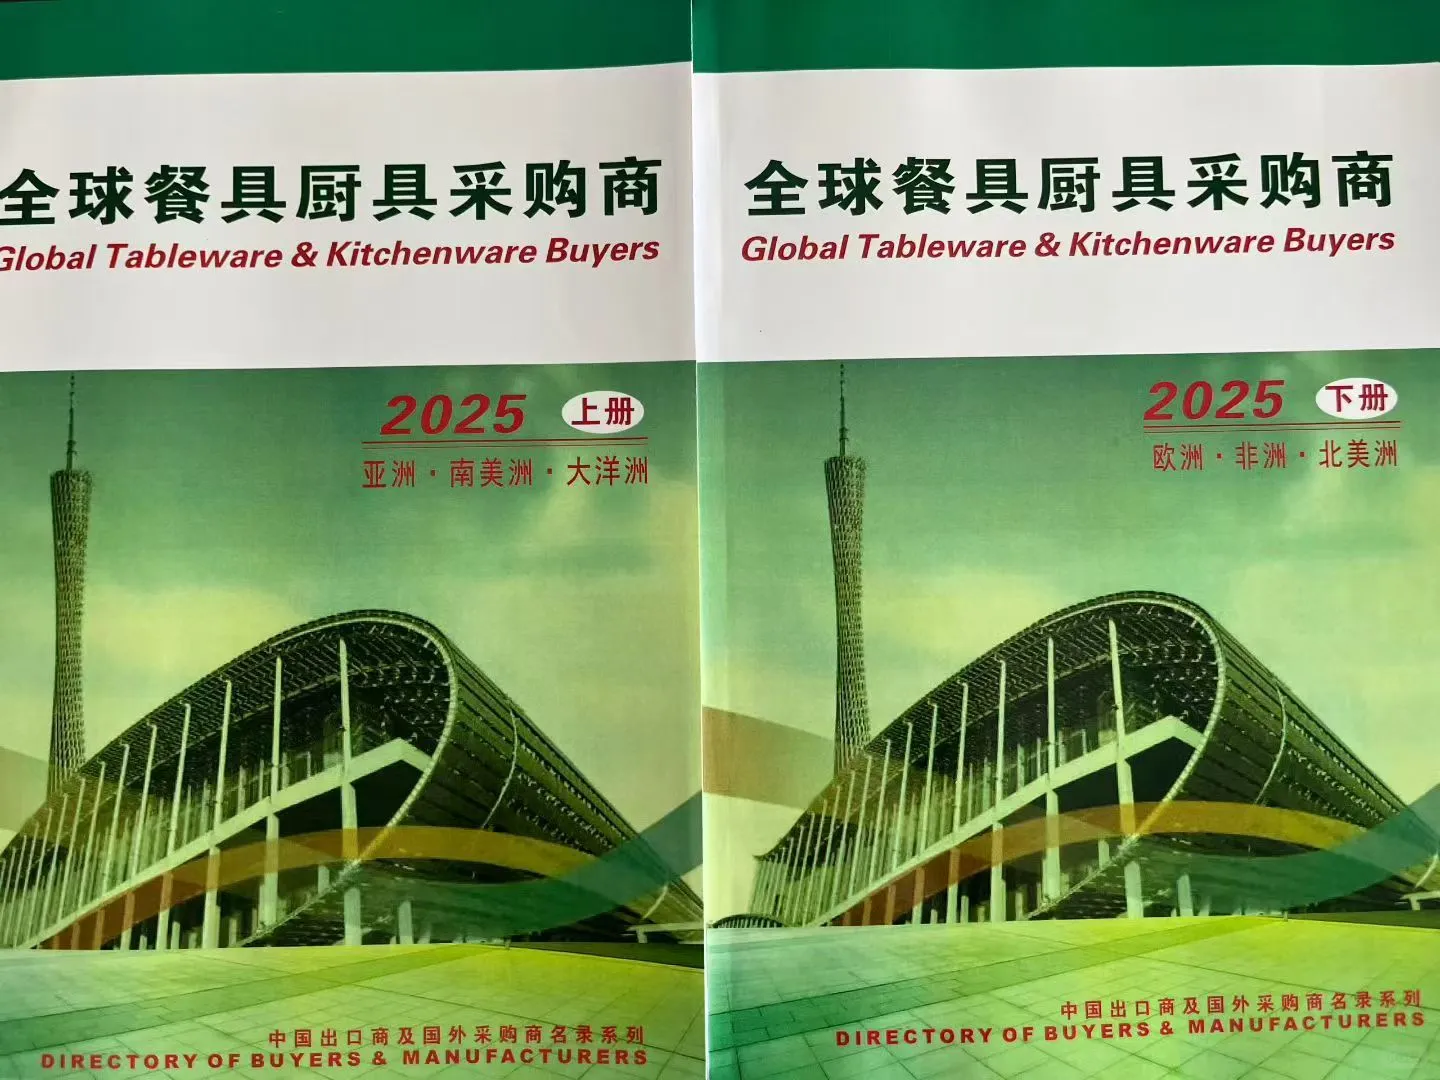 全球餐具厨具采购商
Global Tableware & Kitchenware Buyers
2025 上册
亚洲·南美洲·大洋洲
中国出口商及国外采购商名录系列
DIRECTORY OF BUYERS & MANUFACTURERS
全球餐具厨具采购商
Global Tableware & Kitchenware Buyers
2025 下册
欧洲·非洲·北美洲
中国出口商及国外采购商名录系列
DIRECTORY OF BUYERS & MANUFACTURERS